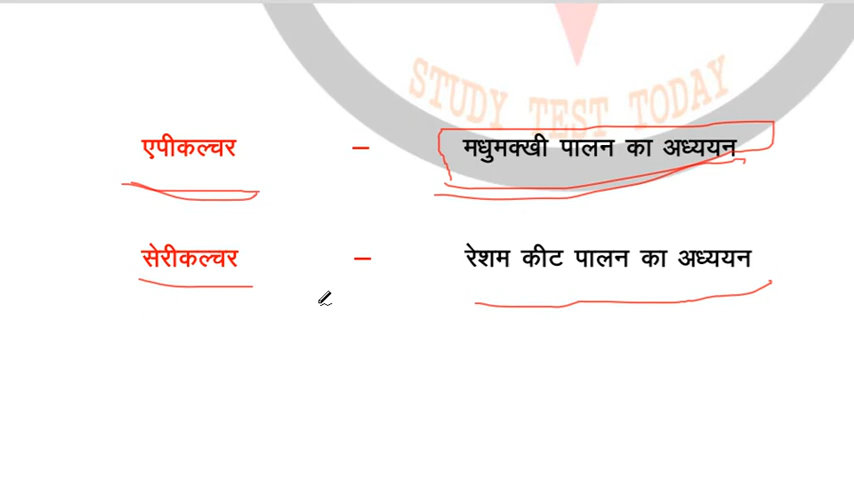 STUDY TEST TODAY
एपीकल्चर – मधुमक्खी पालन का अध्ययन
सेरीकल्चर – रेशम कीट पालन का अध्ययन